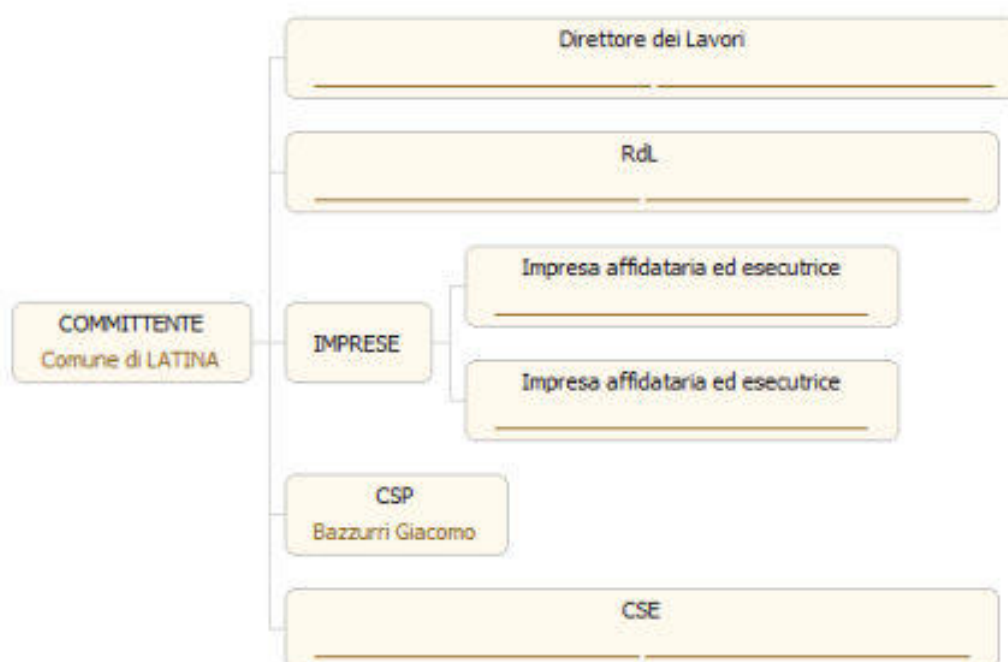 Direttore dei Lavori
RdL
Impresa affidataria ed esecutrice
COMMITTENTE
Comune di LATINA
IMPRESE
Impresa affidataria ed esecutrice
CSP
Bazzurri Giacomo
CSE